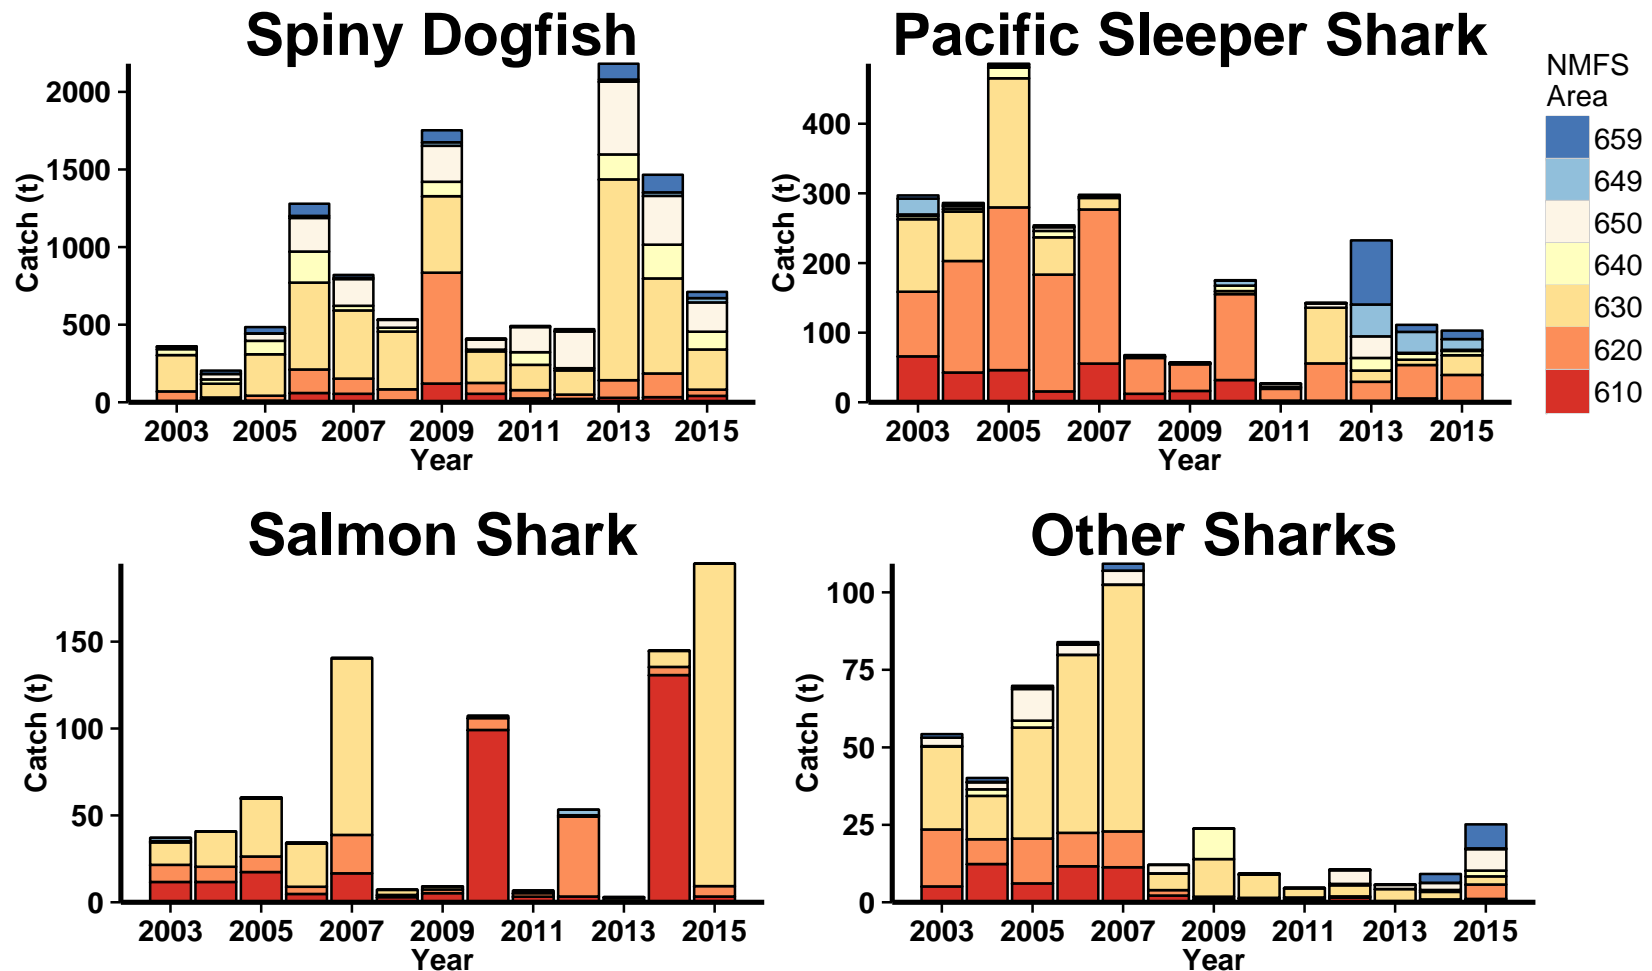 Spiny Dogfish
Catch (t)
2000
1500
1000
500
0
2003 2005 2007 2009 2011 2013 2015
Year
Pacific Sleeper Shark
Catch (t)
400
300
200
100
0
2003 2005 2007 2009 2011 2013 2015
Year
NMFS
Area
659
649
650
640
630
620
610
Salmon Shark
Catch (t)
150
100
50
0
2003 2005 2007 2009 2011 2013 2015
Year
Other Sharks
Catch (t)
100
75
50
25
0
2003 2005 2007 2009 2011 2013 2015
Year